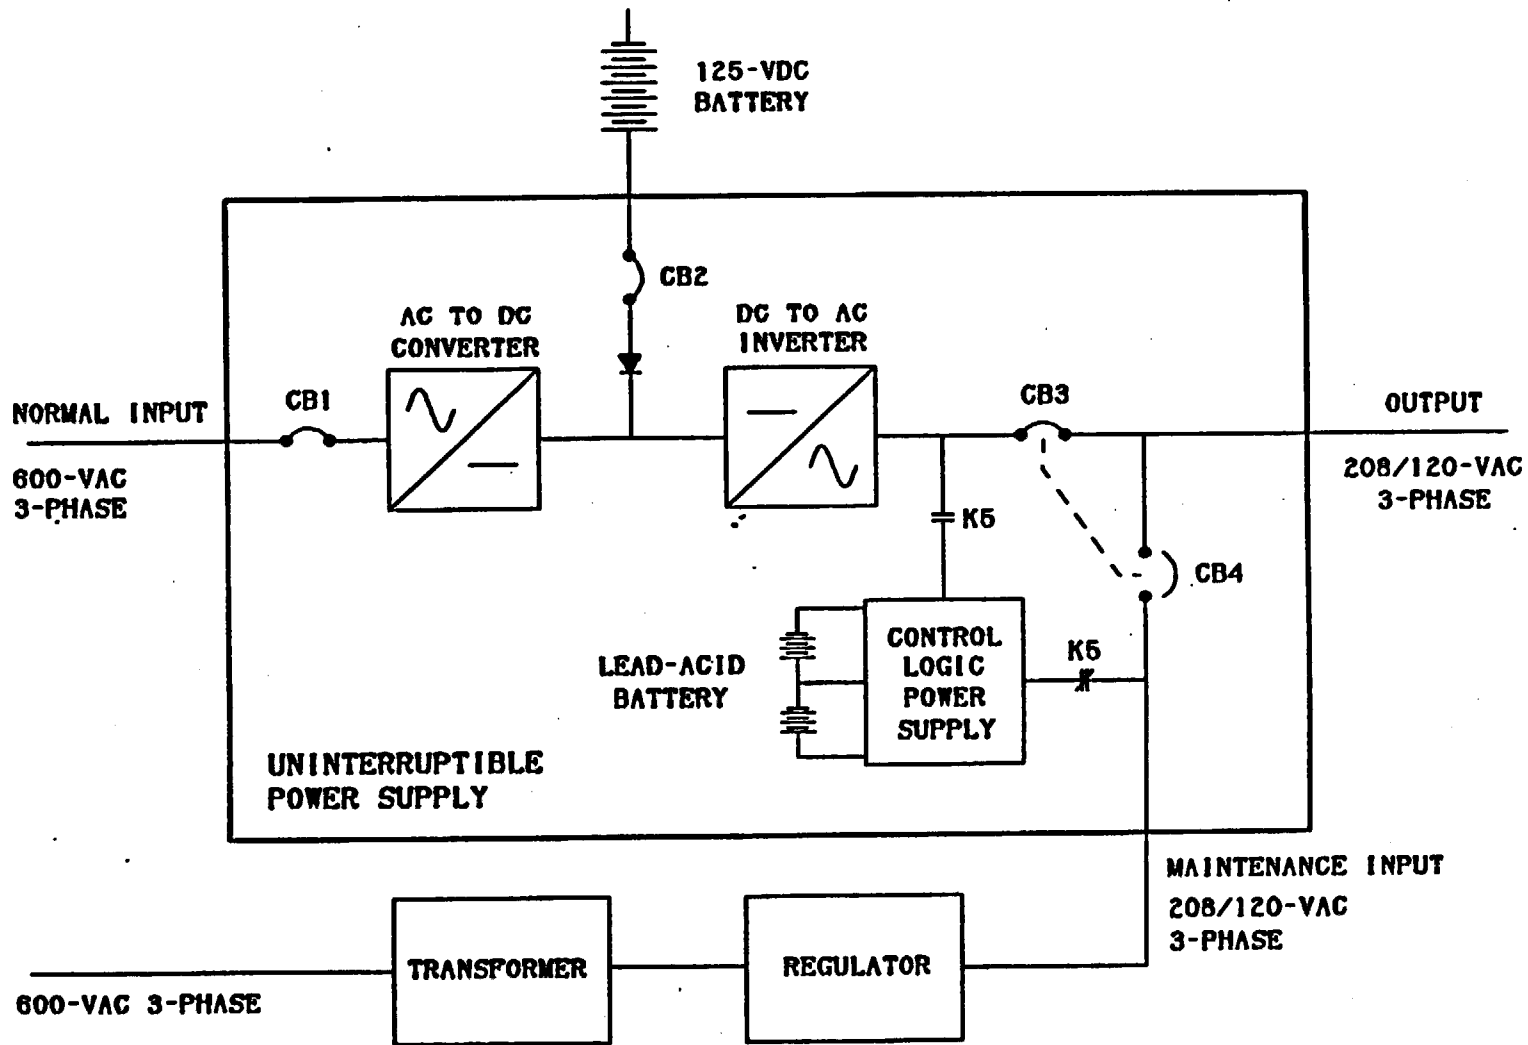 125-VDC
BATTERY
CB2
AC TO DC
CONVERTER
DC TO AC
INVERTER
CB1
CB3
NORMAL INPUT
600-VAC
3-PHASE
OUTPUT
208/120-VAC
3-PHASE
K5
CB4
LEAD-ACID
BATTERY
CONTROL
LOGIC
POWER
SUPPLY
K5
UNINTERRUPTIBLE
POWER SUPPLY
MAINTENANCE INPUT
208/120-VAC
3-PHASE
TRANSFORMER
REGULATOR
600-VAC 3-PHASE